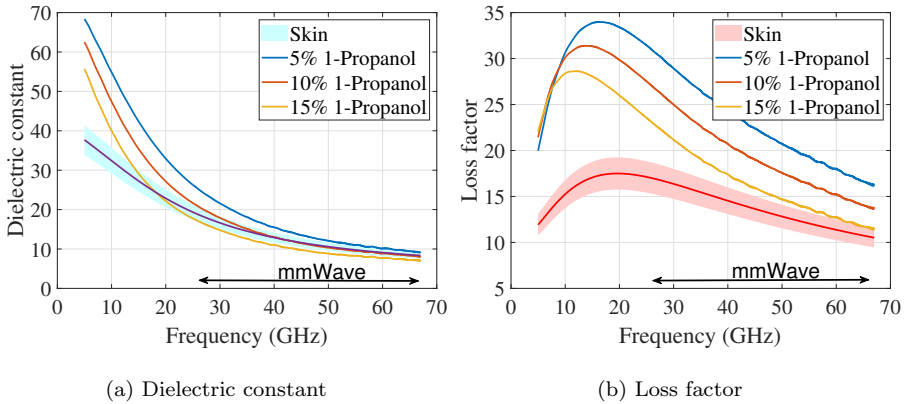 70
60
50
40
30
20
10
0
Dielectric constant
Skin
5% 1-Propanol
10% 1-Propanol
15% 1-Propanol
mmWave
0 10 20 30 40 50 60 70
Frequency (GHz)
(a) Dielectric constant
35
30
25
20
15
10
5
Loss factor
Skin
5% 1-Propanol
10% 1-Propanol
15% 1-Propanol
mmWave
0 10 20 30 40 50 60 70
Frequency (GHz)
(b) Loss factor